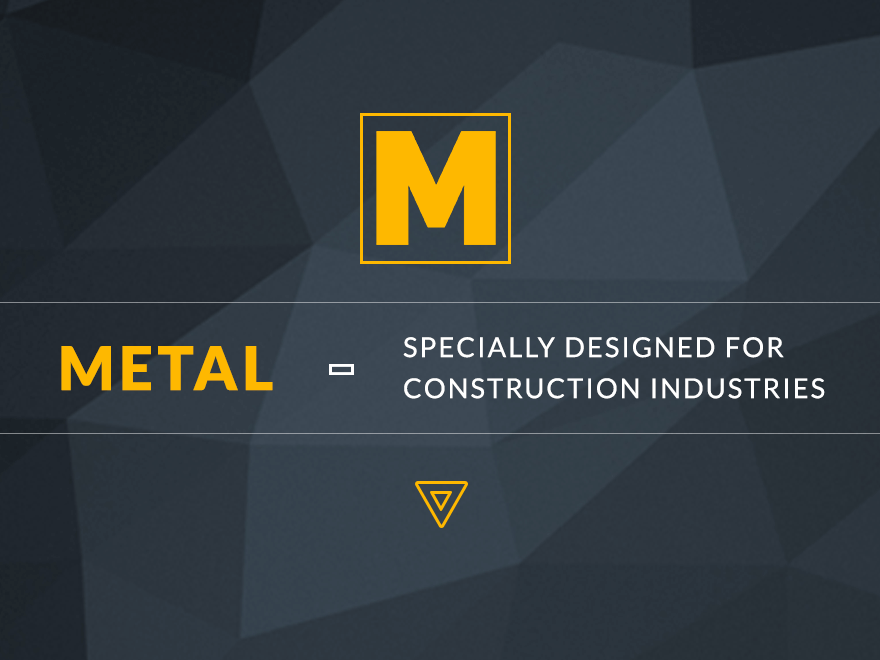 M
METAL
SPECIALLY DESIGNED FOR
CONSTRUCTION INDUSTRIES